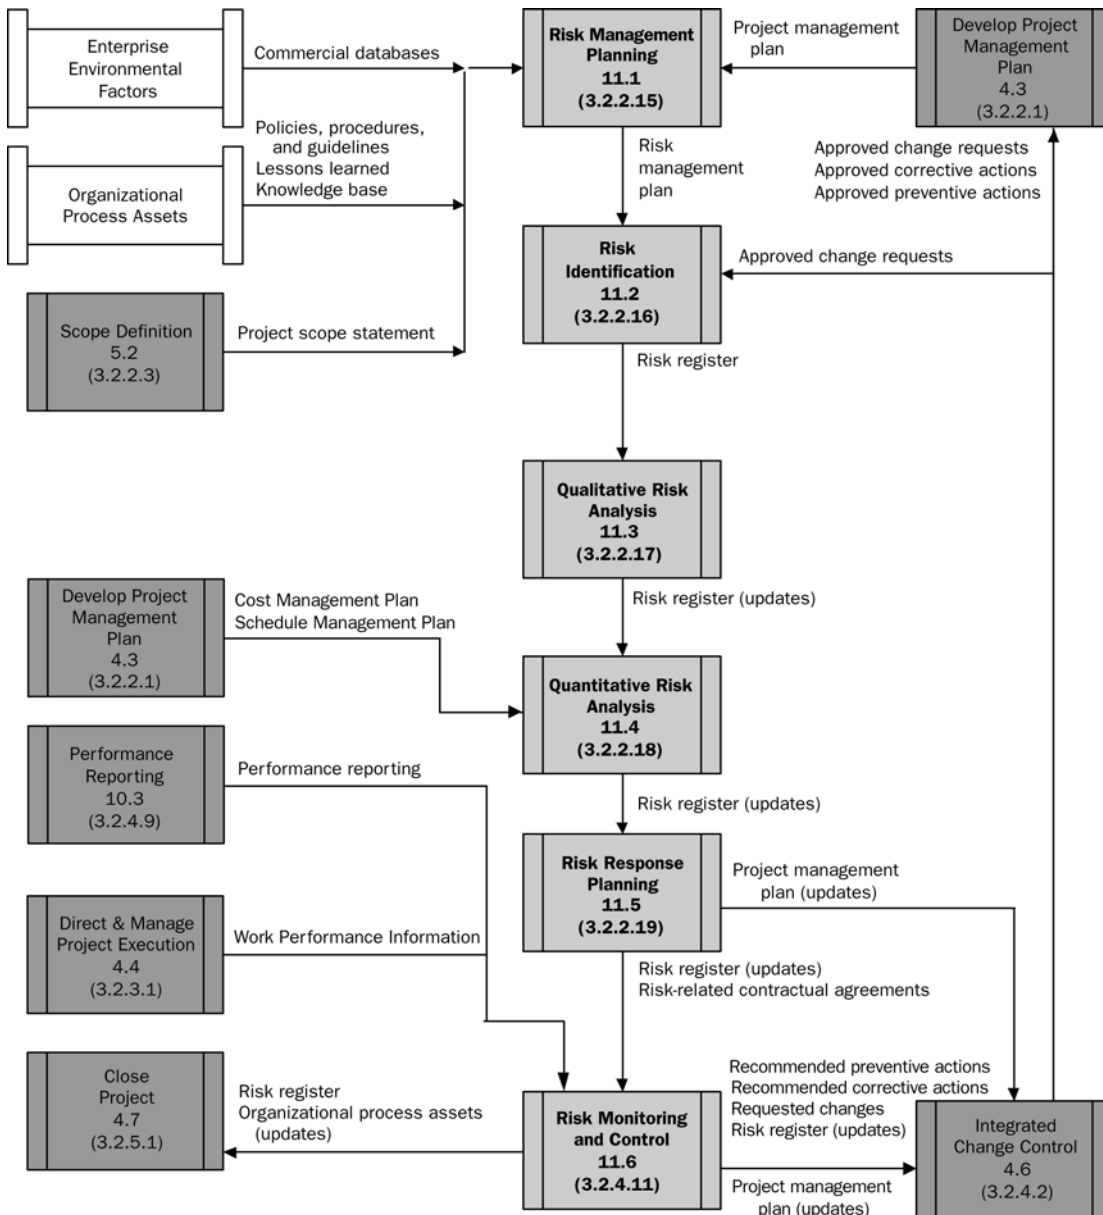 Enterprise
Environmental
Factors
Commercial databases
Risk Management
Planning
11.1
(3.2.2.15)
Project management
plan
Develop Project
Management
Plan
4.3
(3.2.2.1)
Policies, procedures,
and guidelines
Lessons learned
Knowledge base
Organizational
Process Assets
Risk
management
plan
Approved change requests
Approved corrective actions
Approved preventive actions
Risk
Identification
11.2
(3.2.2.16)
Approved change requests
Scope Definition
5.2
(3.2.2.3)
Project scope statement
Risk register
Qualitative Risk
Analysis
11.3
(3.2.2.17)
Risk register (updates)
Develop Project
Management
Plan
4.3
(3.2.2.1)
Cost Management Plan
Schedule Management Plan
Quantitative Risk
Analysis
11.4
(3.2.2.18)
Performance
Reporting
10.3
(3.2.4.9)
Performance reporting
Risk register (updates)
Risk Response
Planning
11.5
(3.2.2.19)
Project management
plan (updates)
Direct & Manage
Project Execution
4.4
(3.2.3.1)
Work Performance Information
Risk register (updates)
Risk-related contractual agreements
Close
Project
4.7
(3.2.5.1)
Risk register
Organizational process assets
(updates)
Risk Monitoring
and Control
11.6
(3.2.4.11)
Recommended preventive actions
Recommended corrective actions
Requested changes
Risk register (updates)
Project management
plan (updates)
Integrated
Change Control
4.6
(3.2.4.2)